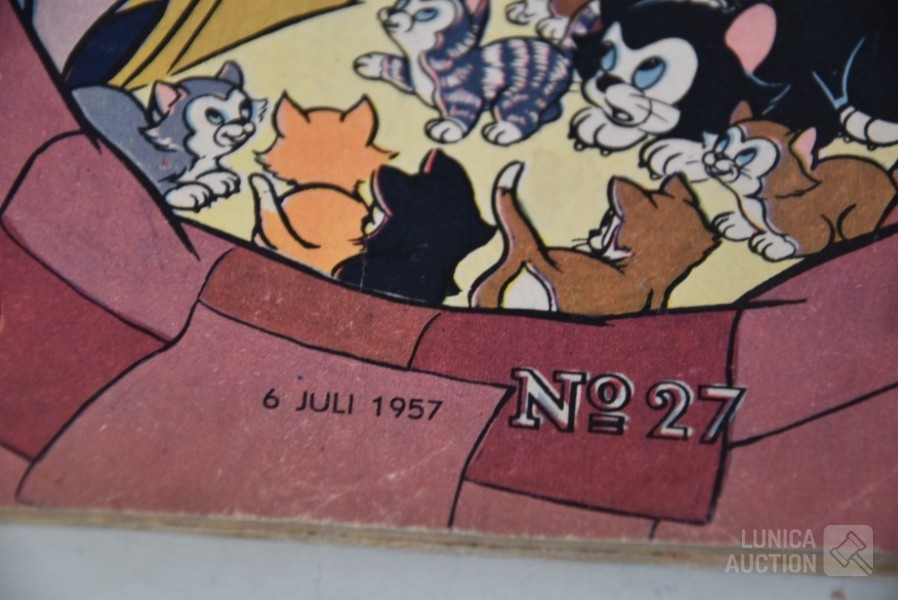 6 JULI 1957
No 27
LUNICA
AUCTION